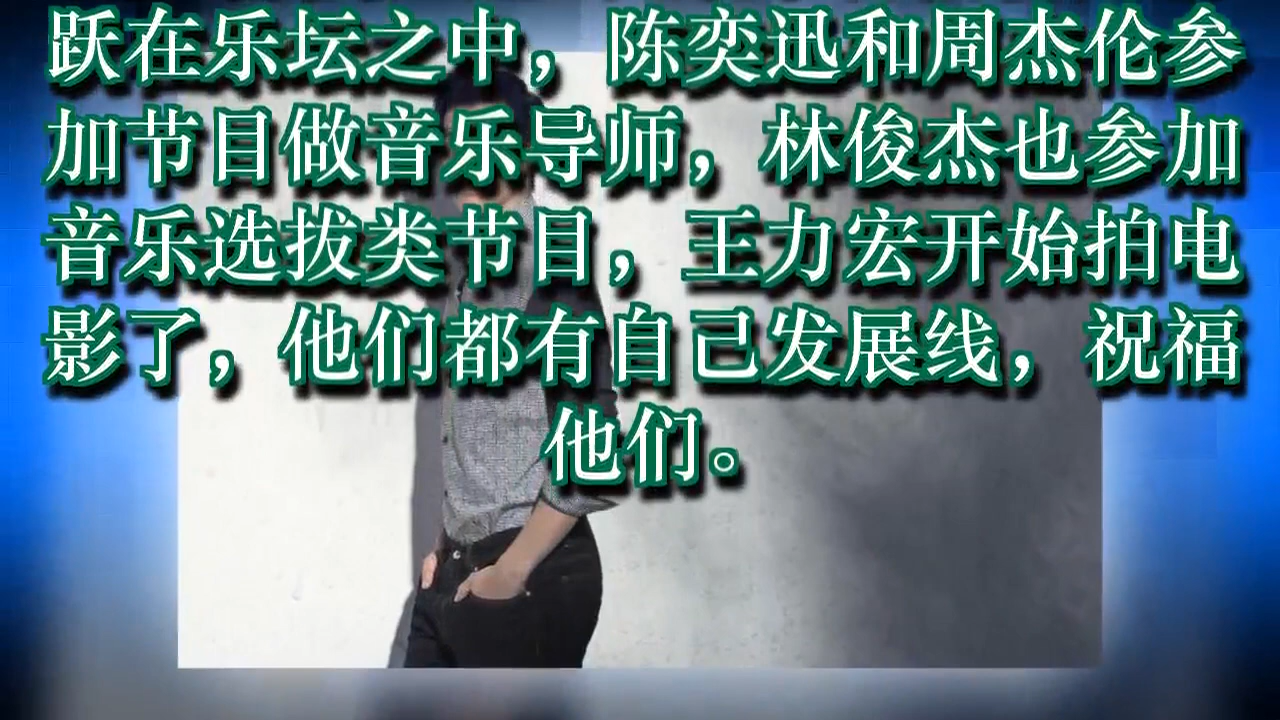 跃在乐坛之中，陈奕迅和周杰伦参
加节目做音乐导师，林俊杰也参加
音乐选拔类节目，王力宏开始拍电
影了，他们都有自己发展线，祝福
他们。